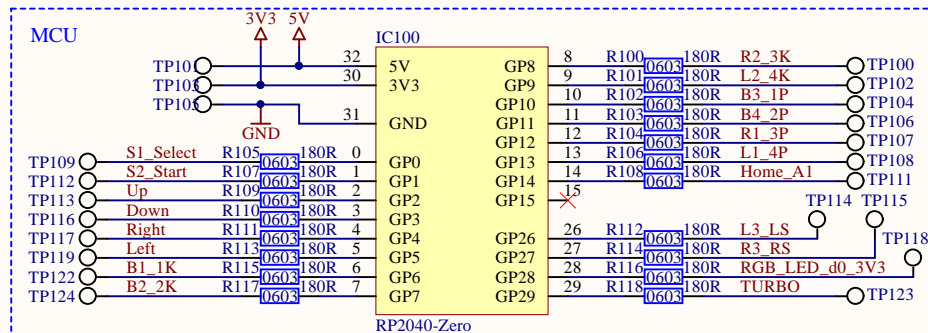 3V3 5V
MCU IC100
TP101 32 5V GP8 8 R100 0603 180R R2_3K TP100
TP103 30 3V3 GP9 9 R101 0603 180R L2_4K TP102
TP105 GP10 10 R102 0603 180R B3_1P TP104
GND 31 GND GP11 11 R103 0603 180R B4_2P TP106
GP12 12 R104 0603 180R R1_3P TP107
TP109 S1_Select R105 0603 180R 0 GP0 GP13 13 R106 0603 180R L1_4P TP108
TP112 S2_Start R107 0603 180R 1 GP1 GP14 14 R108 0603 180R Home_A1 TP111
TP113 Up R109 0603 180R 2 GP2 GP15 15 TP114 TP115
TP116 Down R110 0603 180R 3 GP3
TP117 Right R111 0603 180R 4 GP4 GP26 26 R112 0603 180R L3_LS
TP119 Left R113 0603 180R 5 GP5 GP27 27 R114 0603 180R R3_RS TP118
TP122 B1_1K R115 0603 180R 6 GP6 GP28 28 R116 0603 180R RGB_LED_d0_3V3
TP124 B2_2K R117 0603 180R 7 GP7 GP29 29 R118 0603 180R TURBO TP123
RP2040-Zero